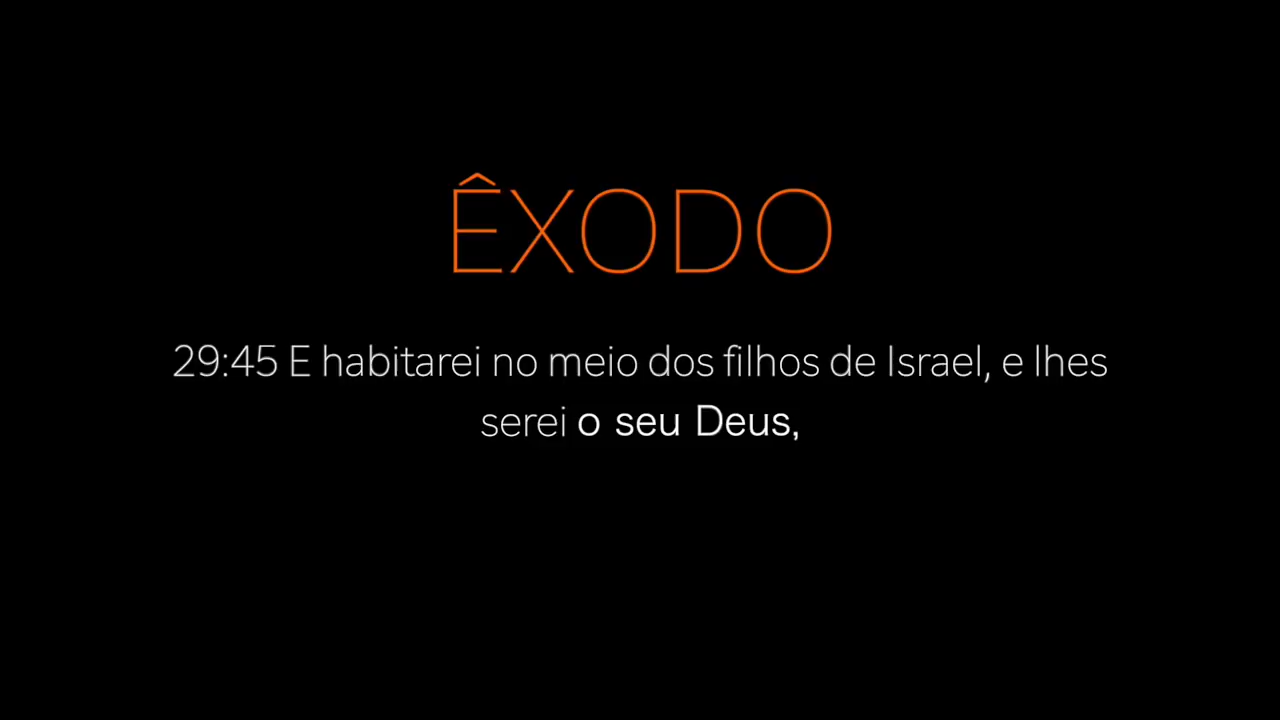 ÊXODO
29:45 E habitarei no meio dos filhos de Israel, e lhes
serei o seu Deus,